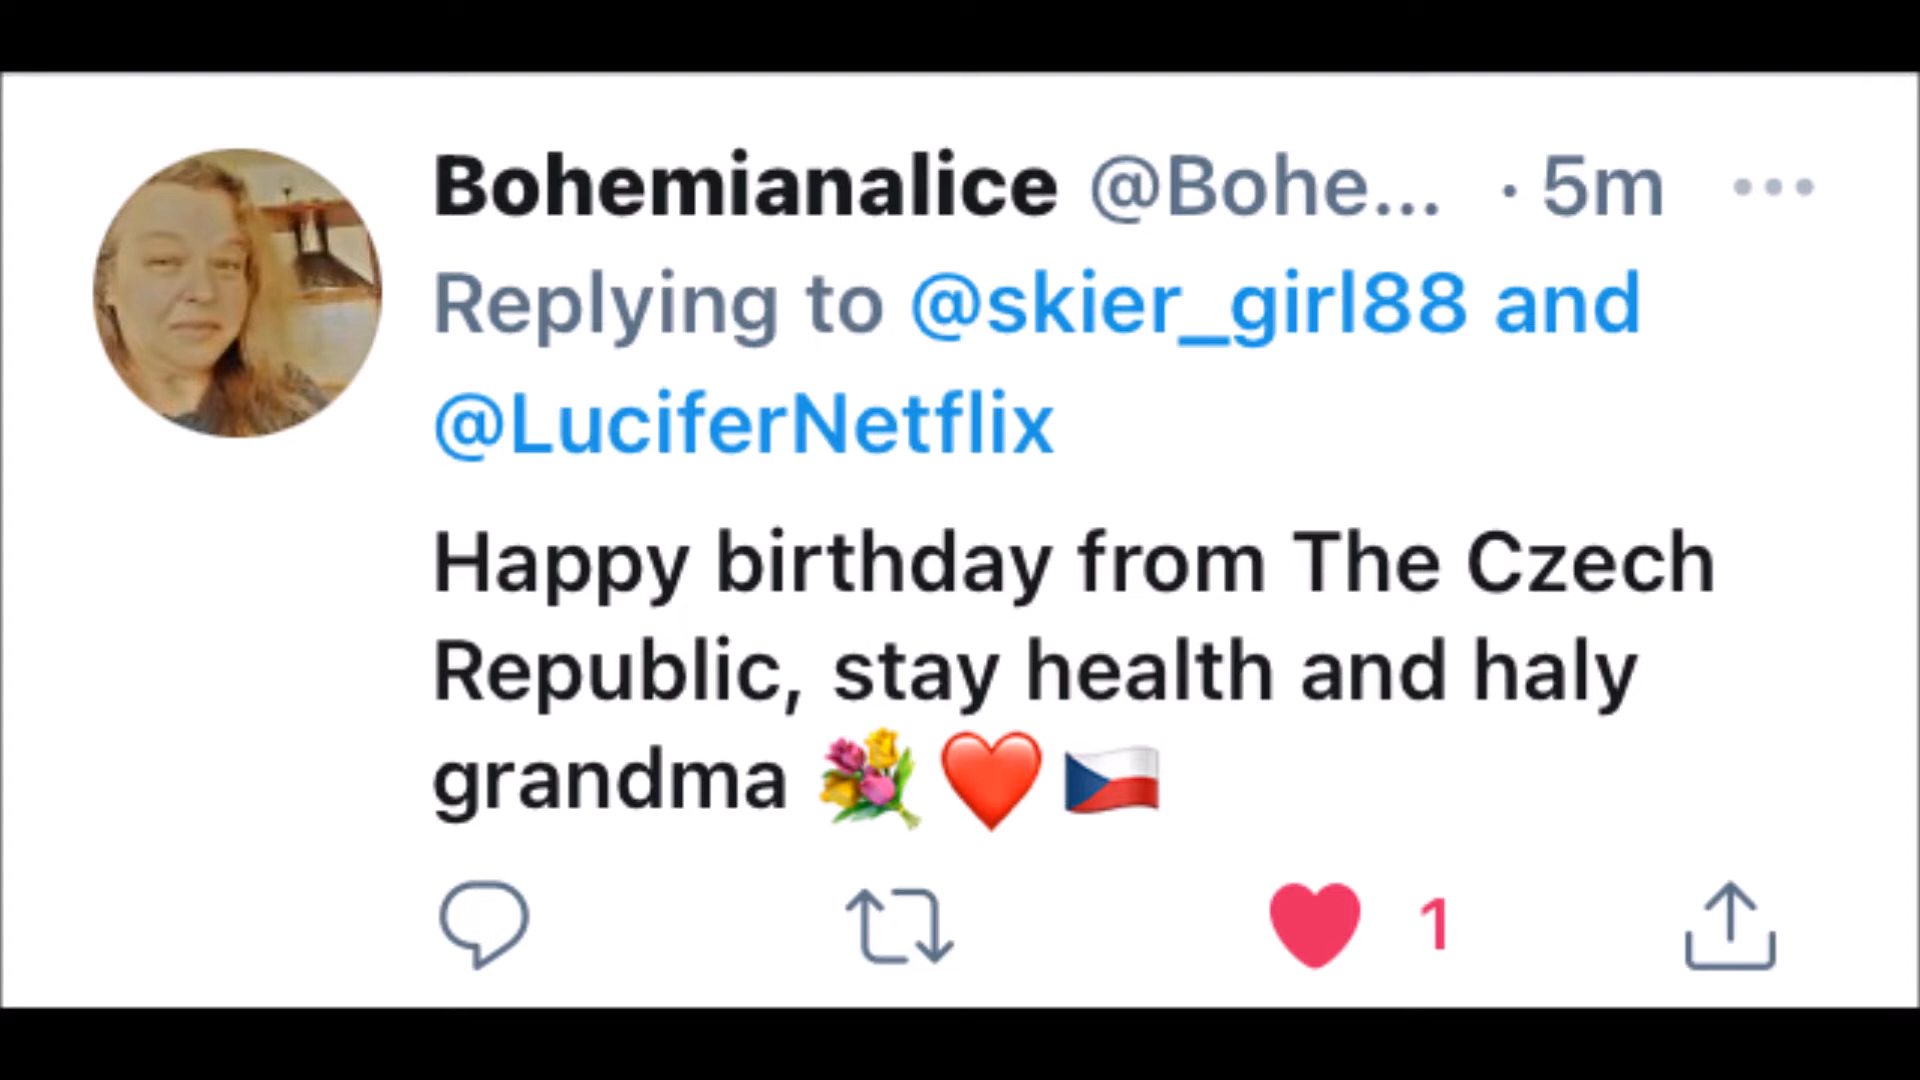 Bohemianalice @Bohe... · 5m
Replying to @skier_girl88 and
@LuciferNetflix
Happy birthday from The Czech
Republic, stay health and haly
grandma 💐❤️🇨🇿
1